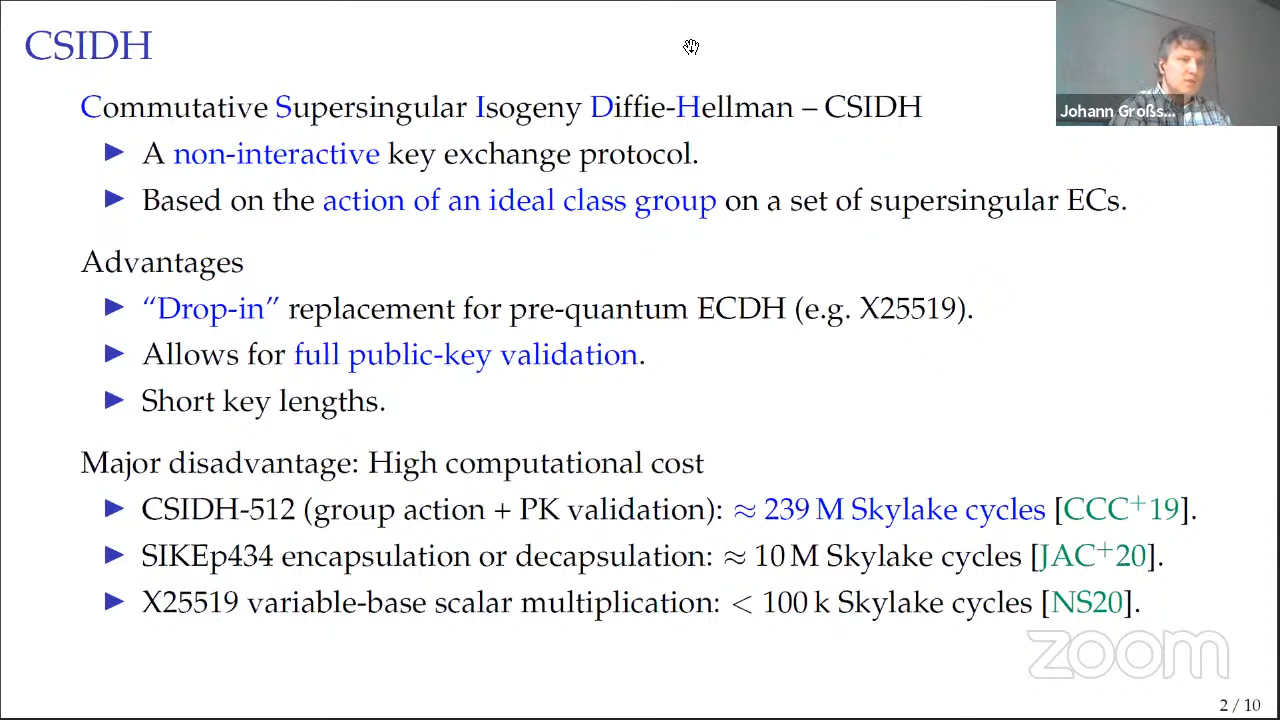 CSIDH
Commutative Supersingular Isogeny Diffie-Hellman – CSIDH
▶ A non-interactive key exchange protocol.
▶ Based on the action of an ideal class group on a set of supersingular ECs.
Advantages
▶ “Drop-in” replacement for pre-quantum ECDH (e.g. X25519).
▶ Allows for full public-key validation.
▶ Short key lengths.
Major disadvantage: High computational cost
▶ CSIDH-512 (group action + PK validation): ≈ 239 M Skylake cycles [CCC+19].
▶ SIKEp434 encapsulation or decapsulation: ≈ 10 M Skylake cycles [JAC+20].
▶ X25519 variable-base scalar multiplication: < 100 k Skylake cycles [NS20].
Johann Großs...
zoom
2 / 10